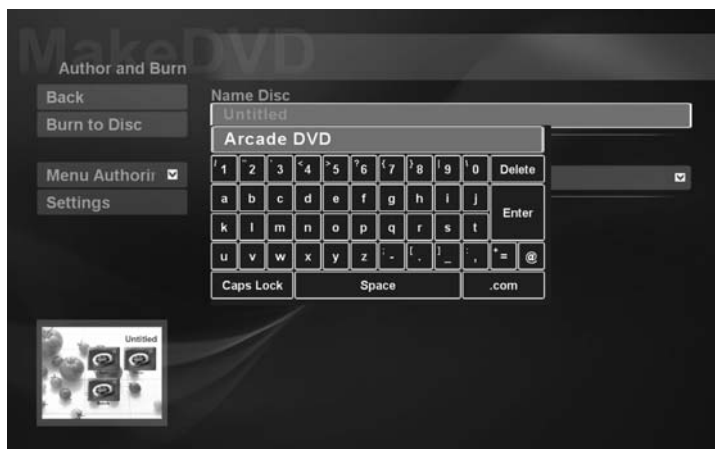 MakeDVD
Author and Burn
Back
Burn to Disc
Menu Authorir
Settings
Name Disc
Untitled
Arcade DVD
1 2 3 4 5 6 7 8 9 0 Delete
a b c d e f g h i j
Enter
k l m n o p q r s t
u v w x y z - . _ , = @
Caps Lock Space .com
Untitled